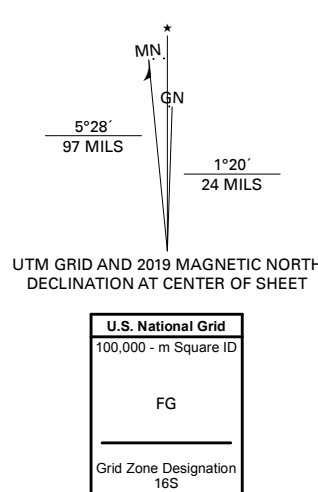 ★
MN
GN
5°28´
97 MILS
1°20´
24 MILS
UTM GRID AND 2019 MAGNETIC NORTH
DECLINATION AT CENTER OF SHEET
U.S. National Grid
100,000 - m Square ID
FG
Grid Zone Designation
16S